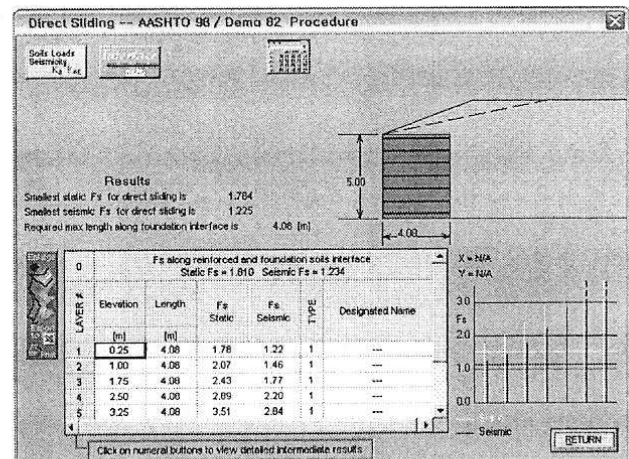 Direct Sliding -- AASHTO 98 / Demo 82 Procedure
Soils Loads
Seismicity
Results
Smallest static Fs for direct sliding is 1.784
Smallest seismic Fs for direct sliding is 1.225
Required max length along foundation interface is 4.08 [m]
5.00
4.08
0
Fs along reinforced and foundation soils interface
Static Fs = 1.810 Seismic Fs = 1.234
LAYER # Elevation [m] Length [m] Fs Static Fs Seismic TYPE Designated Name
1 0.25 4.08 1.78 1.22 1 ---
2 1.00 4.08 2.07 1.46 1 ---
3 1.75 4.08 2.43 1.77 1 ---
4 2.50 4.08 2.89 2.20 1 ---
5 3.25 4.08 3.51 2.84 1 ---
Click on numeral buttons to view detailed intermediate results
X = N/A
Y = N/A
3.0
Fs
2.0
1.0
0.0
Seismic
RETURN